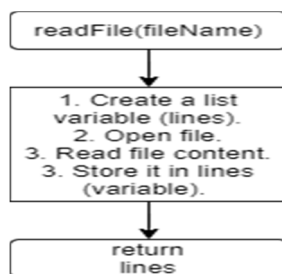 readFile(fileName)
1. Create a list
variable (lines).
2. Open file.
3. Read file content.
3. Store it in lines
(variable).
return
lines